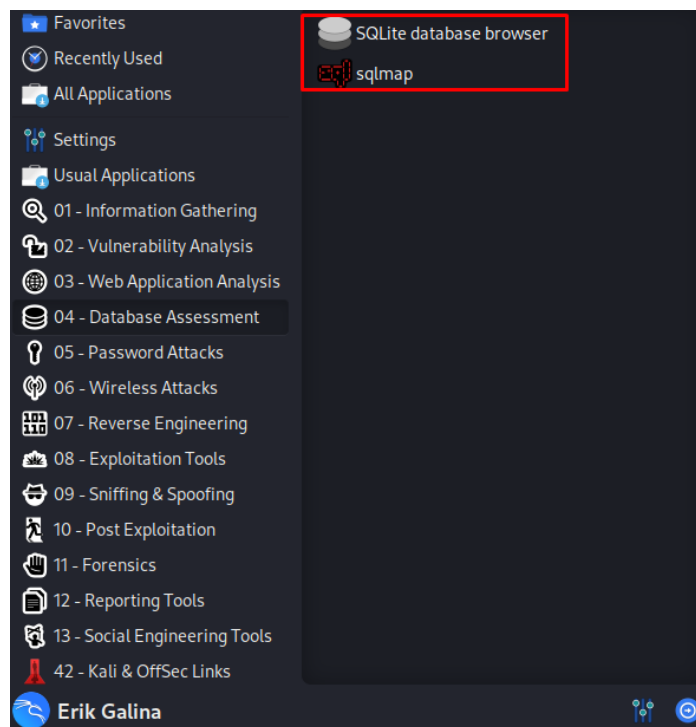 Favorites
Recently Used
All Applications
Settings
Usual Applications
01 - Information Gathering
02 - Vulnerability Analysis
03 - Web Application Analysis
04 - Database Assessment
05 - Password Attacks
06 - Wireless Attacks
07 - Reverse Engineering
08 - Exploitation Tools
09 - Sniffing & Spoofing
10 - Post Exploitation
11 - Forensics
12 - Reporting Tools
13 - Social Engineering Tools
42 - Kali & OffSec Links
Erik Galina
SQLite database browser
sql sqlmap
101
110